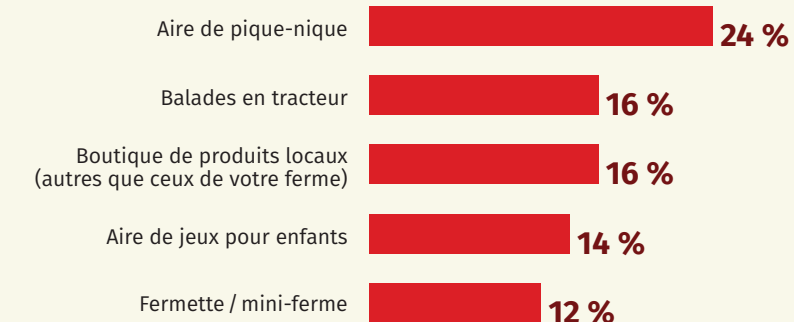 Aire de pique-nique
24 %
Balades en tracteur
16 %
Boutique de produits locaux
(autres que ceux de votre ferme)
16 %
Aire de jeux pour enfants
14 %
Fermette / mini-ferme
12 %